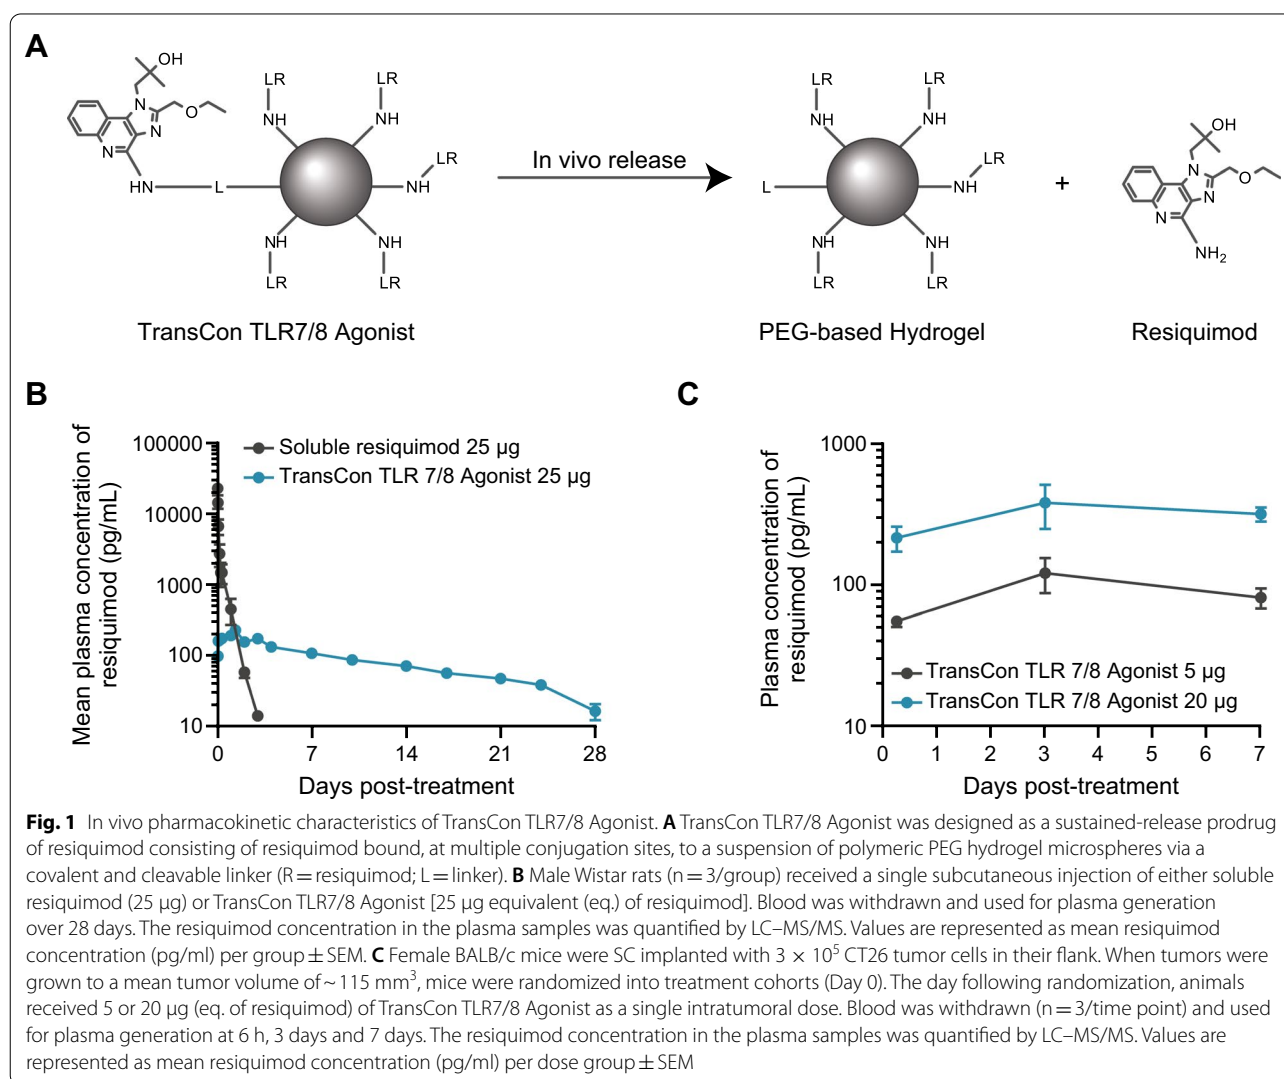 A
OH
N
O
N
N
HN
L
LR
NH
LR
NH
LR
NH
NH
LR
NH
LR
In vivo release
LR
NH
LR
NH
LR
NH
L
NH
LR
NH
LR
+
OH
N
O
N
N
NH2
TransCon TLR7/8 Agonist
PEG-based Hydrogel
Resiquimod
B
Mean plasma concentration of
resiquimod (pg/mL)
100000
10000
1000
100
10
Soluble resiquimod 25 µg
TransCon TLR 7/8 Agonist 25 µg
0 7 14 21 28
Days post-treatment
C
Plasma concentration of
resiquimod (pg/mL)
1000
100
10
TransCon TLR 7/8 Agonist 5 µg
TransCon TLR 7/8 Agonist 20 µg
0 1 2 3 4 5 6 7
Days post-treatment
Fig. 1 In vivo pharmacokinetic characteristics of TransCon TLR7/8 Agonist. A TransCon TLR7/8 Agonist was designed as a sustained-release prodrug
of resiquimod consisting of resiquimod bound, at multiple conjugation sites, to a suspension of polymeric PEG hydrogel microspheres via a
covalent and cleavable linker (R = resiquimod; L = linker). B Male Wistar rats (n = 3/group) received a single subcutaneous injection of either soluble
resiquimod (25 µg) or TransCon TLR7/8 Agonist [25 µg equivalent (eq.) of resiquimod]. Blood was withdrawn and used for plasma generation
over 28 days. The resiquimod concentration in the plasma samples was quantified by LC–MS/MS. Values are represented as mean resiquimod
concentration (pg/ml) per group ± SEM. C Female BALB/c mice were SC implanted with 3 × 10⁵ CT26 tumor cells in their flank. When tumors were
grown to a mean tumor volume of ~ 115 mm³, mice were randomized into treatment cohorts (Day 0). The day following randomization, animals
received 5 or 20 µg (eq. of resiquimod) of TransCon TLR7/8 Agonist as a single intratumoral dose. Blood was withdrawn (n = 3/time point) and used
for plasma generation at 6 h, 3 days and 7 days. The resiquimod concentration in the plasma samples was quantified by LC–MS/MS. Values are
represented as mean resiquimod concentration (pg/ml) per dose group ± SEM